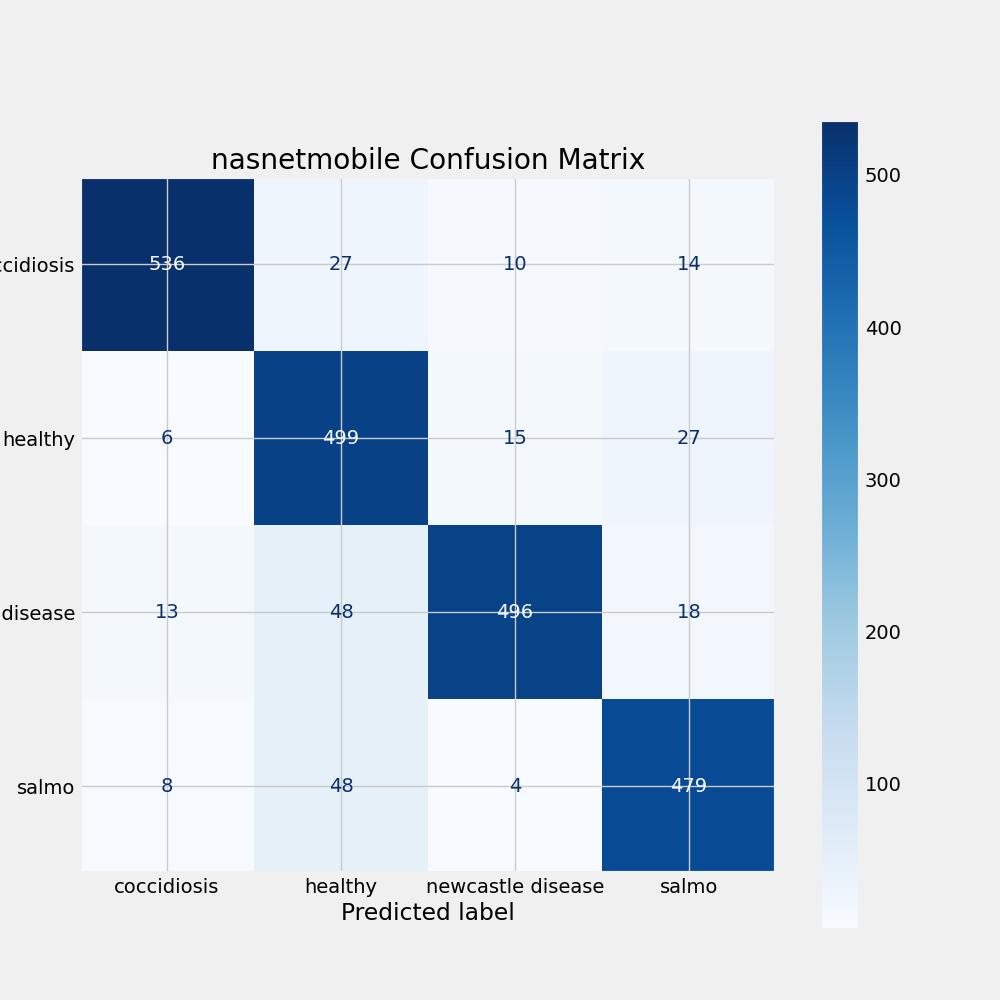 nasnetmobile Confusion Matrix
500
ccidiosis 536 27 10 14
400
healthy 6 499 15 27
300
disease 13 48 496 18
200
salmo 8 48 4 479
100
coccidiosis healthy newcastle disease salmo
Predicted label